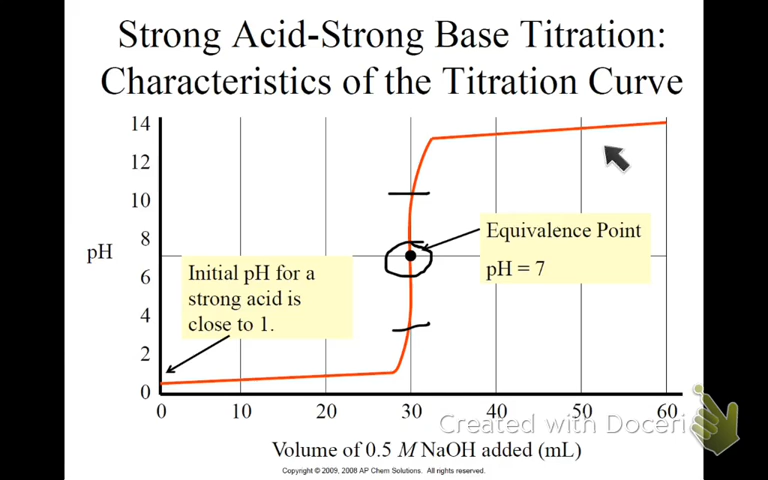 Strong Acid-Strong Base Titration:
Characteristics of the Titration Curve
14
12
10
8
6
4
2
0
pH
Equivalence Point
pH = 7
Initial pH for a
strong acid is
close to 1.
0 10 20 30 40 50 60
Created with Doceri
Volume of 0.5 M NaOH added (mL)
Copyright © 2009, 2008 AP Chem Solutions. All rights reserved.